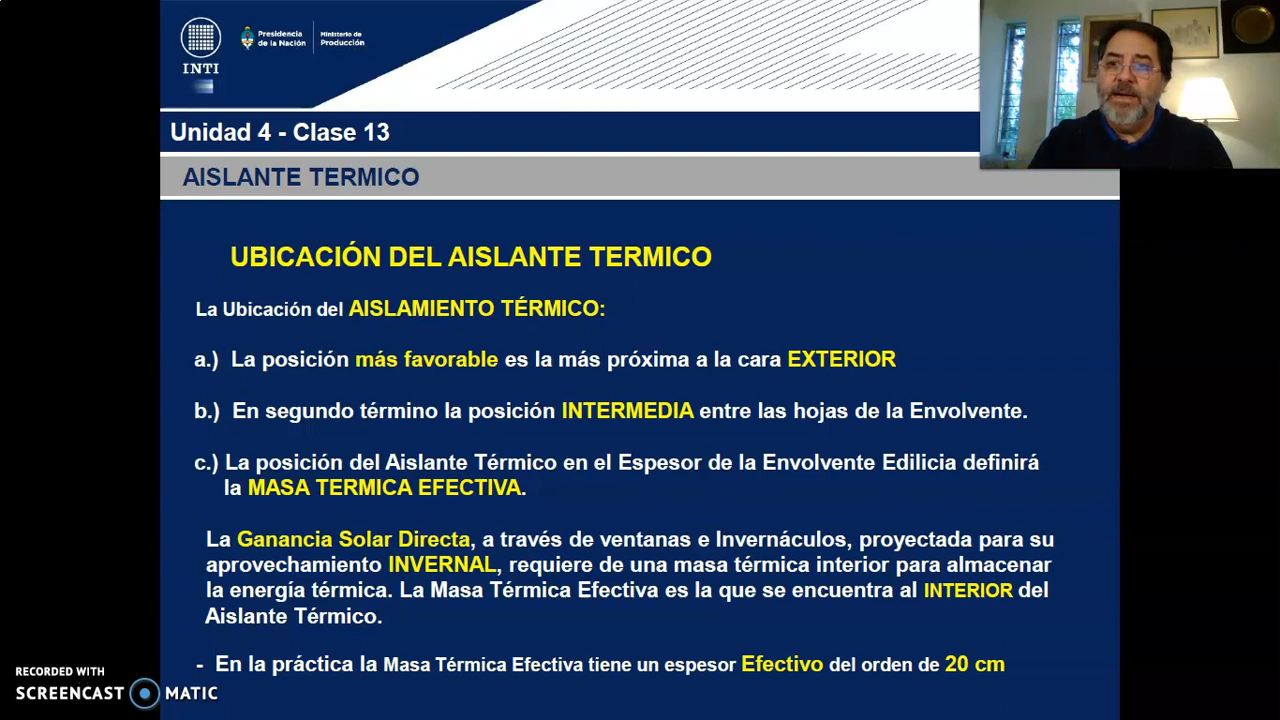 INTI
Presidencia
de la Nación
Ministerio de
Producción
Unidad 4 - Clase 13
AISLANTE TERMICO
UBICACIÓN DEL AISLANTE TERMICO
La Ubicación del AISLAMIENTO TÉRMICO:
a.) La posición más favorable es la más próxima a la cara EXTERIOR
b.) En segundo término la posición INTERMEDIA entre las hojas de la Envolvente.
c.) La posición del Aislante Térmico en el Espesor de la Envolvente Edilicia definirá
la MASA TERMICA EFECTIVA.
La Ganancia Solar Directa, a través de ventanas e Invernáculos, proyectada para su
aprovechamiento INVERNAL, requiere de una masa térmica interior para almacenar
la energía térmica. La Masa Térmica Efectiva es la que se encuentra al INTERIOR del
Aislante Térmico.
- En la práctica la Masa Térmica Efectiva tiene un espesor Efectivo del orden de 20 cm
RECORDED WITH
SCREENCAST MATIC